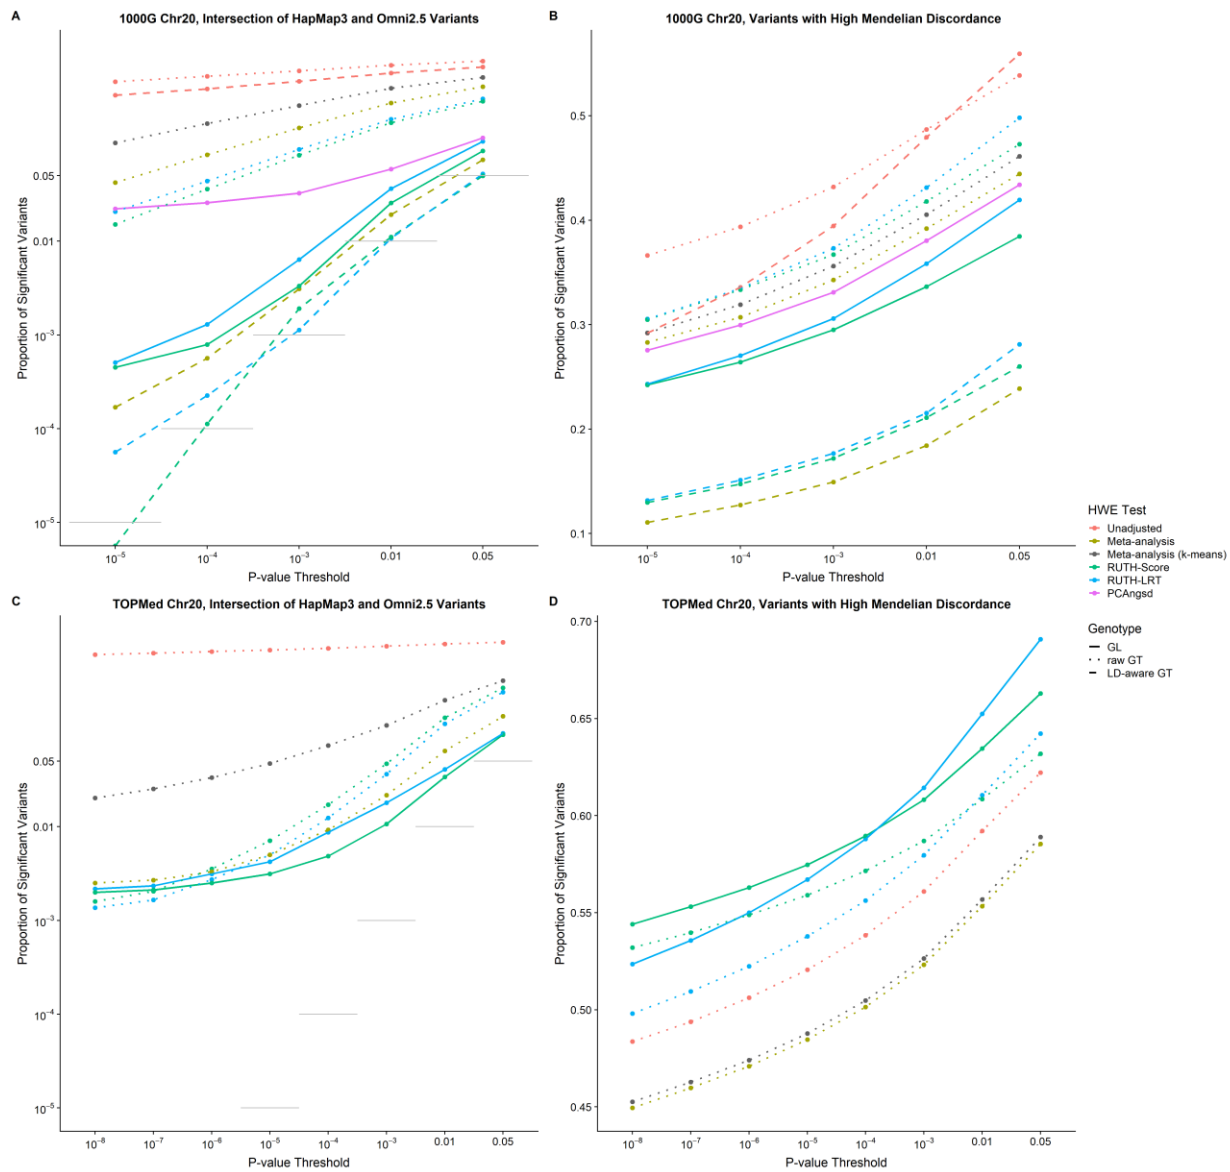 A
1000G Chr20, Intersection of HapMap3 and Omni2.5 Variants
Proportion of Significant Variants
0.05
0.01
10⁻³
10⁻⁴
10⁻⁵
10⁻⁵ 10⁻⁴ 10⁻³ 0.01 0.05
P-value Threshold
B
1000G Chr20, Variants with High Mendelian Discordance
Proportion of Significant Variants
0.5
0.4
0.3
0.2
0.1
10⁻⁵ 10⁻⁴ 10⁻³ 0.01 0.05
P-value Threshold
HWE Test
Unadjusted
Meta-analysis
Meta-analysis (k-means)
RUTH-Score
RUTH-LRT
PCAngsd
Genotype
GL
raw GT
LD-aware GT
C
TOPMed Chr20, Intersection of HapMap3 and Omni2.5 Variants
Proportion of Significant Variants
0.05
0.01
10⁻³
10⁻⁴
10⁻⁵
10⁻⁸ 10⁻⁷ 10⁻⁶ 10⁻⁵ 10⁻⁴ 10⁻³ 0.01 0.05
P-value Threshold
D
TOPMed Chr20, Variants with High Mendelian Discordance
Proportion of Significant Variants
0.70
0.65
0.60
0.55
0.50
0.45
10⁻⁸ 10⁻⁷ 10⁻⁶ 10⁻⁵ 10⁻⁴ 10⁻³ 0.01 0.05
P-value Threshold